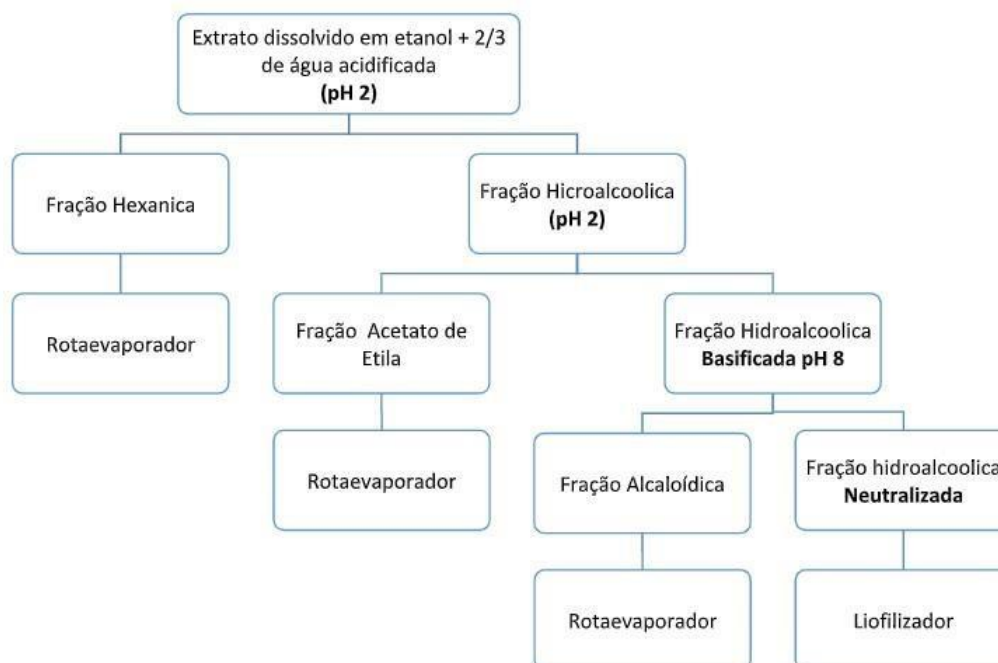 Extrato dissolvido em etanol + 2/3
de água acidificada
(pH 2)
Fração Hexanica
Fração Hicroalcoolica
(pH 2)
Rotaevaporador
Fração Acetato de
Etila
Fração Hidroalcoolica
Basificada pH 8
Rotaevaporador
Fração Alcaloídica
Fração hidroalcoolica
Neutralizada
Rotaevaporador
Liofilizador